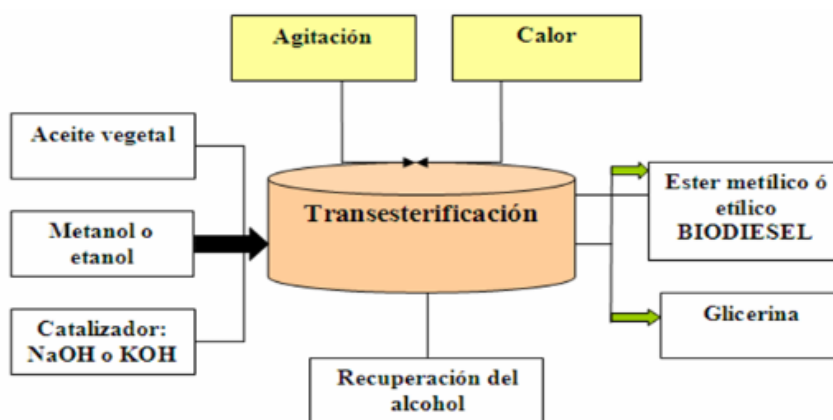 Agitación
Calor
Aceite vegetal
Metanol o
etanol
Catalizador:
NaOH o KOH
Transesterificación
Ester metílico ó
etílico
BIODIESEL
Glicerina
Recuperación del
alcohol